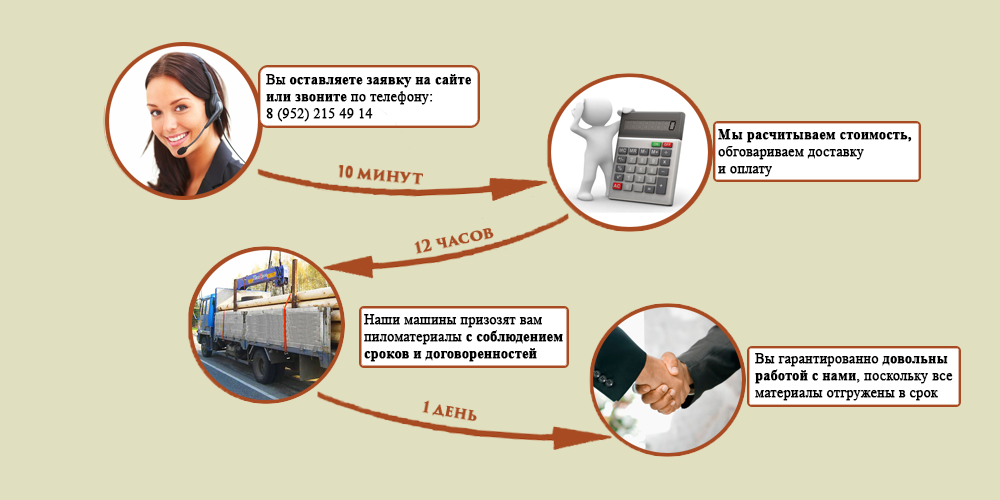 Вы оставляете заявку на сайте
или звоните по телефону:
8 (952) 215 49 14
10 МИНУТ
0
Мы расчитываем стоимость,
обговариваем доставку
и оплату
12 ЧАСОВ
Наши машины призозят вам
пиломатериалы с соблюдением
сроков и договоренностей
1 ДЕНЬ
Вы гарантированно довольны
работой с нами, поскольку все
материалы отгружены в срок